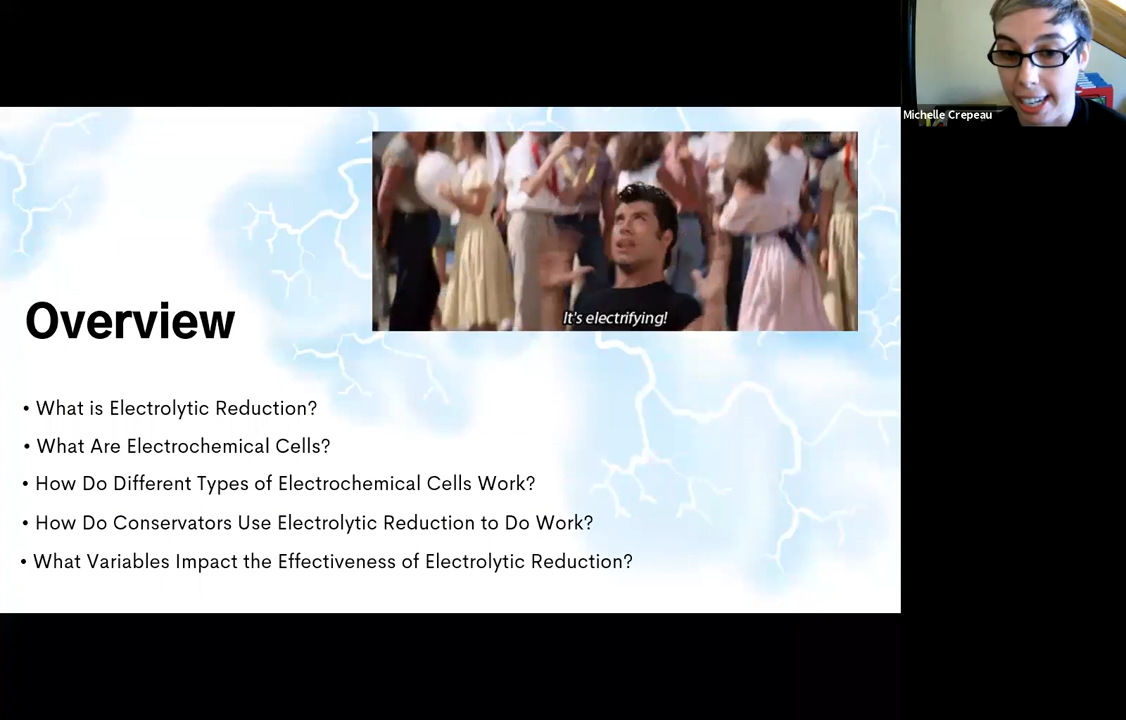 Michelle Crepeau
It's electrifying!
Overview
• What is Electrolytic Reduction?
• What Are Electrochemical Cells?
• How Do Different Types of Electrochemical Cells Work?
• How Do Conservators Use Electrolytic Reduction to Do Work?
• What Variables Impact the Effectiveness of Electrolytic Reduction?